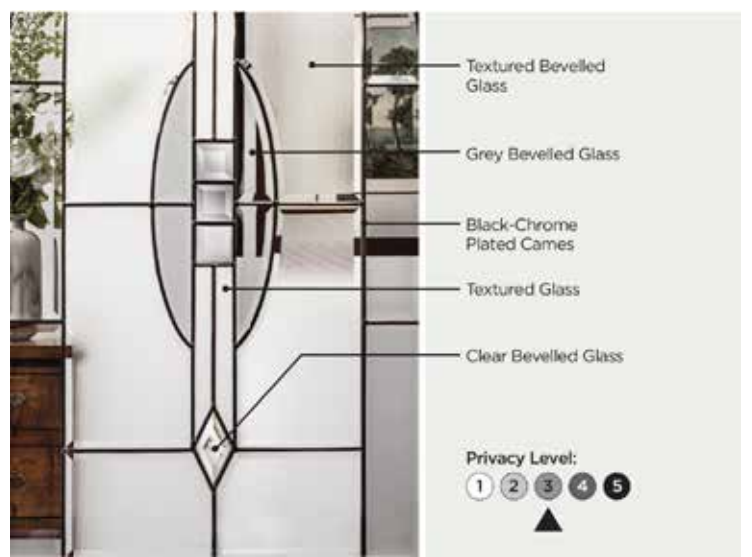 Textured Bevelled
Glass
Grey Bevelled Glass
Black-Chrome
Plated Cames
Textured Glass
Clear Bevelled Glass
Privacy Level:
1 2 3 4 5